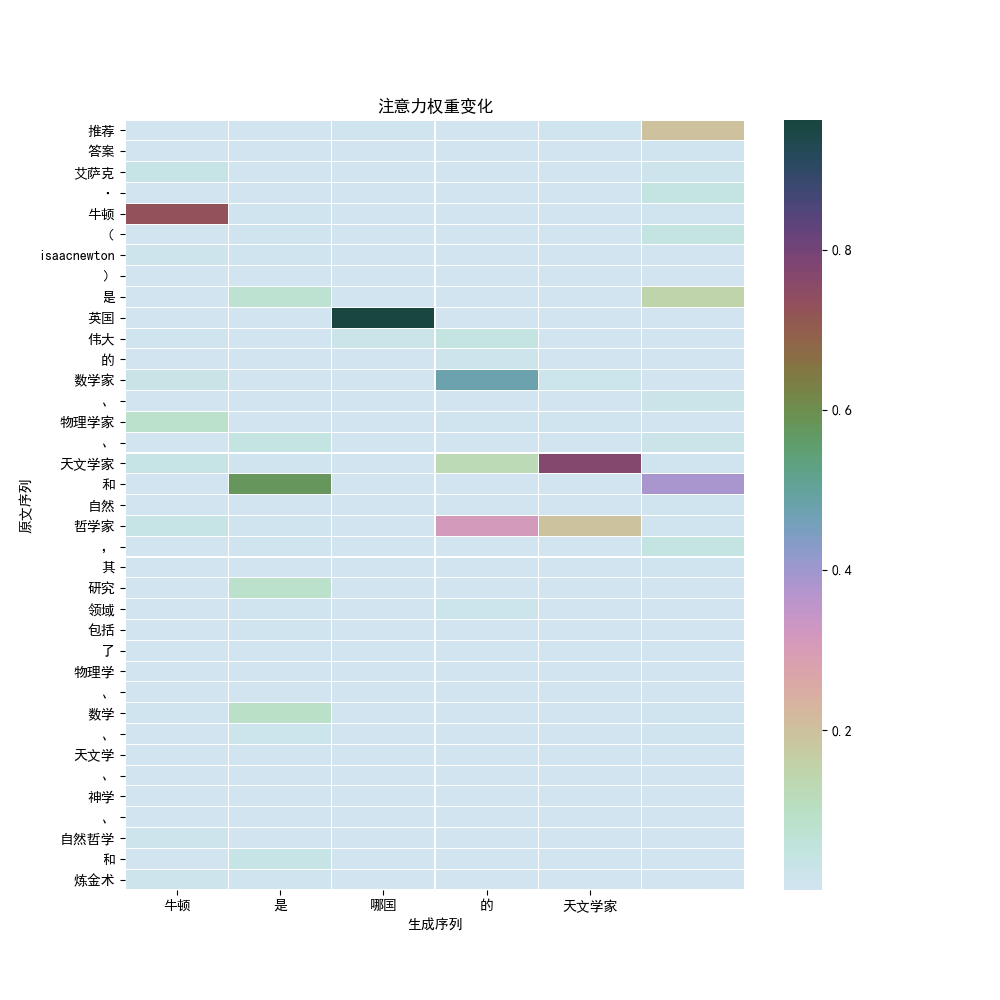 注意力权重变化
推荐
答案
艾萨克
·
牛顿
（
isaacnewton
）
是
英国
伟大
的
数学家
、
物理学家
、
天文学家
和
自然
哲学家
，
其
研究
领域
包括
了
物理学
、
数学
、
天文学
、
神学
、
自然哲学
和
炼金术
原文序列
牛顿 是 哪国 的 天文学家
生成序列
0.8
0.6
0.4
0.2